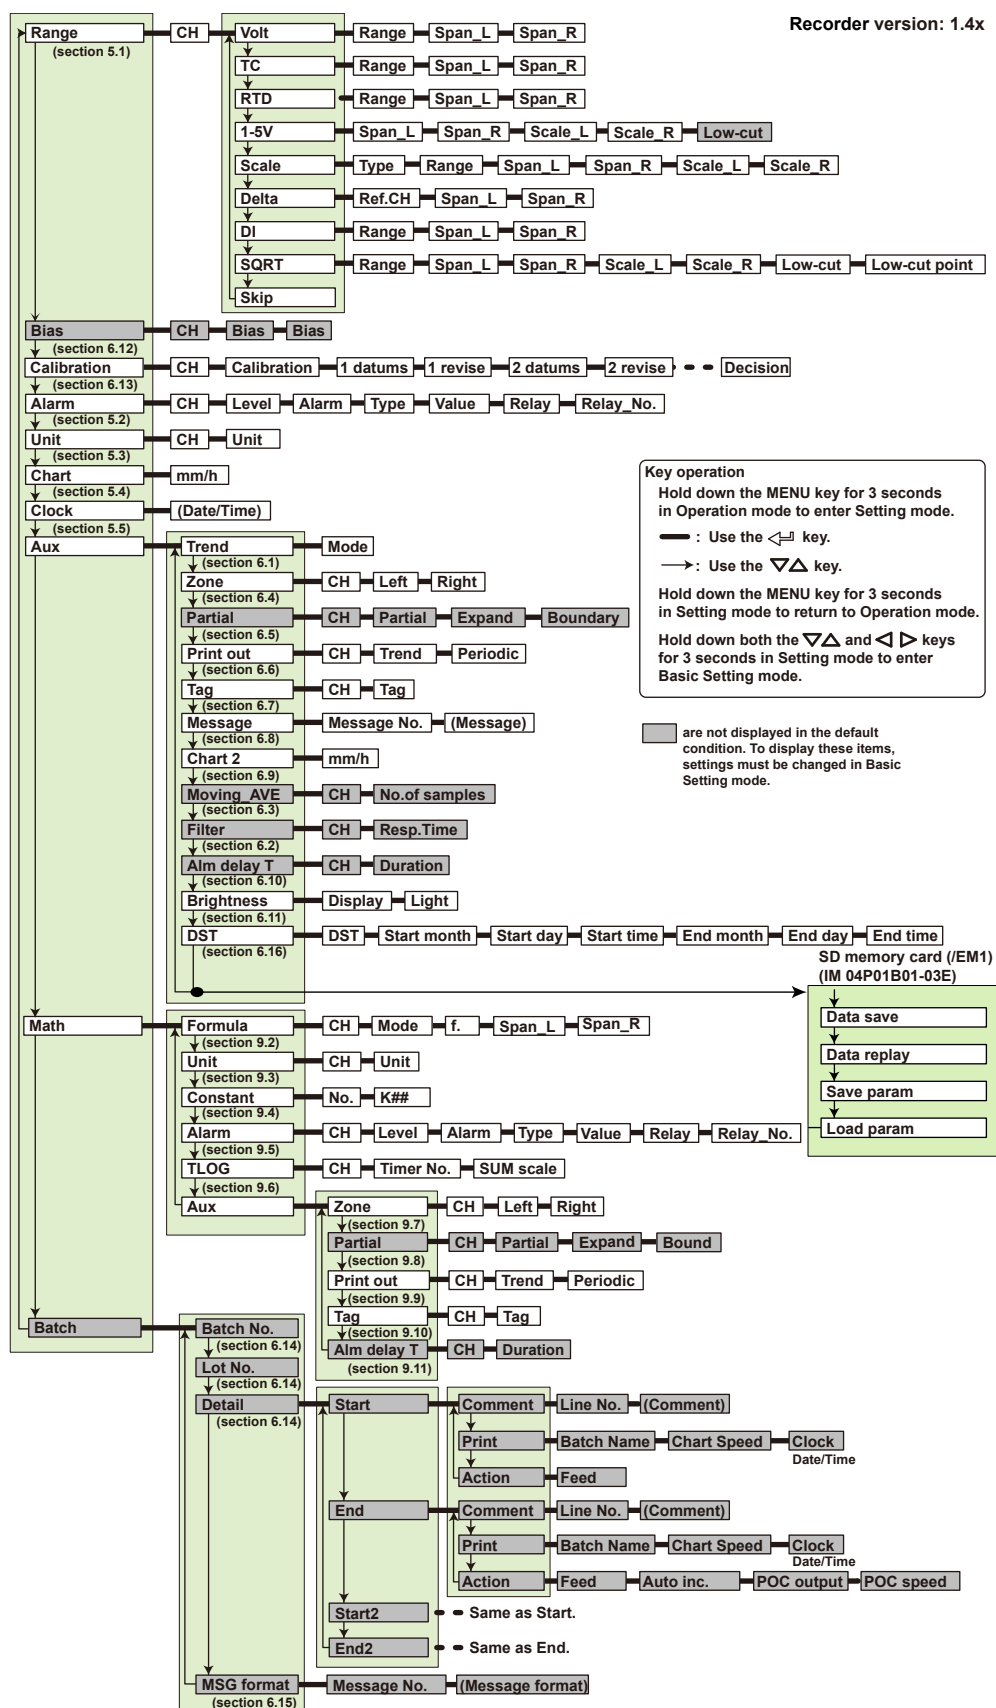 Recorder version: 1.4x
Range CH Volt Range Span_L Span_R
(section 5.1)
TC Range Span_L Span_R
RTD Range Span_L Span_R
1-5V Span_L Span_R Scale_L Scale_R Low-cut
Scale Type Range Span_L Span_R Scale_L Scale_R
Delta Ref.CH Span_L Span_R
DI Range Span_L Span_R
SQRT Range Span_L Span_R Scale_L Scale_R Low-cut Low-cut point
Skip
Bias CH Bias Bias
(section 6.12)
Calibration CH Calibration 1 datums 1 revise 2 datums 2 revise Decision
(section 6.13)
Alarm CH Level Alarm Type Value Relay Relay_No.
(section 5.2)
Unit CH Unit
(section 5.3)
Chart mm/h
(section 5.4)
Clock (Date/Time)
(section 5.5)
Key operation
Hold down the MENU key for 3 seconds
in Operation mode to enter Setting mode.
: Use the key.
: Use the ▽△ key.
Hold down the MENU key for 3 seconds
in Setting mode to return to Operation mode.
Hold down both the ▽△ and ◁ ▷ keys
for 3 seconds in Setting mode to enter
Basic Setting mode.
are not displayed in the default
condition. To display these items,
settings must be changed in Basic
Setting mode.
Aux Trend Mode
(section 6.1)
Zone CH Left Right
(section 6.4)
Partial CH Partial Expand Boundary
(section 6.5)
Print out CH Trend Periodic
(section 6.6)
Tag CH Tag
(section 6.7)
Message Message No. (Message)
(section 6.8)
Chart 2 mm/h
(section 6.9)
Moving_AVE CH No.of samples
(section 6.3)
Filter CH Resp.Time
(section 6.2)
Alm delay T CH Duration
(section 6.10)
Brightness Display Light
(section 6.11)
DST DST Start month Start day Start time End month End day End time
(section 6.16)
SD memory card (/EM1)
(IM 04P01B01-03E)
Data save
Data replay
Save param
Load param
Math Formula CH Mode f. Span_L Span_R
(section 9.2)
Unit CH Unit
(section 9.3)
Constant No. K##
(section 9.4)
Alarm CH Level Alarm Type Value Relay Relay_No.
(section 9.5)
TLOG CH Timer No. SUM scale
(section 9.6)
Aux Zone CH Left Right
(section 9.7)
Partial CH Partial Expand Bound
(section 9.8)
Print out CH Trend Periodic
(section 9.9)
Tag CH Tag
(section 9.10)
Alm delay T CH Duration
(section 9.11)
Batch Batch No.
(section 6.14)
Lot No.
(section 6.14)
Detail Start Comment Line No. (Comment)
(section 6.14)
Print Batch Name Chart Speed Clock
Date/Time
Action Feed
End Comment Line No. (Comment)
Print Batch Name Chart Speed Clock
Date/Time
Action Feed Auto inc. POC output POC speed
Start2 Same as Start.
End2 Same as End.
MSG format Message No. (Message format)
(section 6.15)